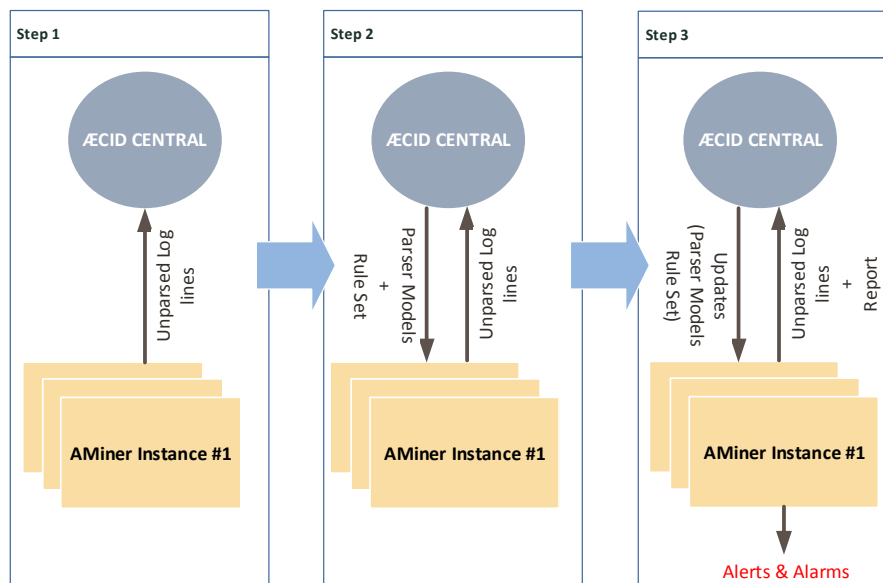 Step 1
ÆCID CENTRAL
Unparsed Log
lines
AMiner Instance #1
Step 2
ÆCID CENTRAL
Parser Models
+
Rule Set
Unparsed Log
lines
AMiner Instance #1
Step 3
ÆCID CENTRAL
Updates
(Parser Models
Rule Set)
Unparsed Log
lines
+
Report
AMiner Instance #1
Alerts & Alarms